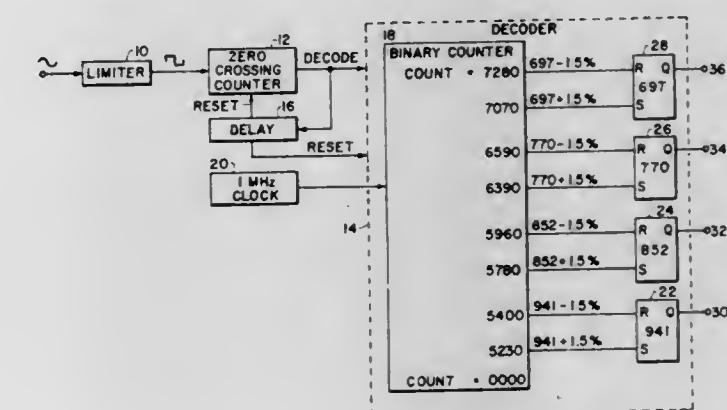 DECODER
18
BINARY COUNTER
COUNT = 7280
7070
6590
6390
5960
5780
5400
5230
COUNT = 0000
10
LIMITER
12
ZERO
CROSSING
COUNTER
DECODE
RESET
16
DELAY
RESET
20
1 MHz
CLOCK
14
697-1.5%
697+1.5%
770-1.5%
770+1.5%
852-1.5%
852+1.5%
941-1.5%
941+1.5%
28
R Q
697
S
36
26
R Q
770
S
34
24
R Q
852
S
32
22
R Q
941
S
30